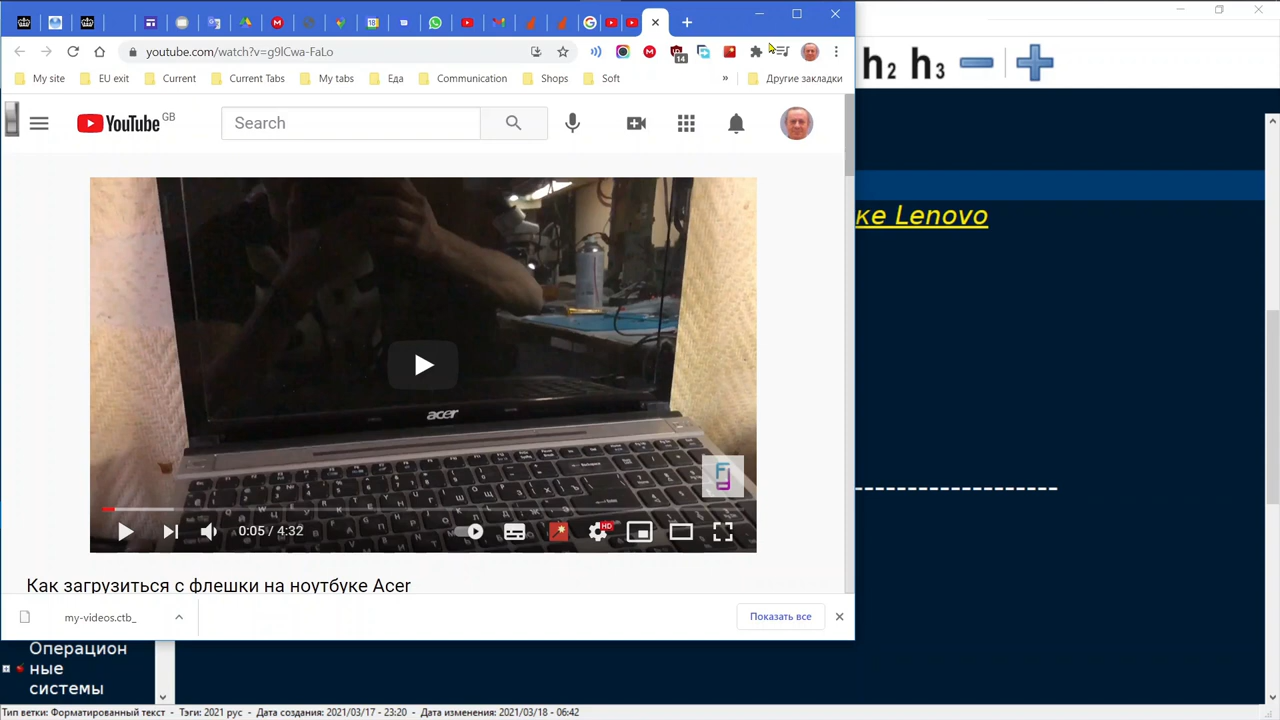 31
youtube.com/watch?v=g9lCwa-FaLo
14
My site
EU exit
Current
Current Tabs
My tabs
Еда
Communication
Shops
Soft
»
Другие закладки
h2 h3
YouTube GB
Search
ке Lenovo
acer
------------------
0:05 / 4:32
HD
Как загрузиться с флешки на ноутбуке Acer
my-videos.ctb_
Показать все
Операцион
ные
системы
Тип ветки: Форматированный текст - Тэги: 2021 рус - Дата создания: 2021/03/17 - 23:20 - Дата изменения: 2021/03/18 - 06:42